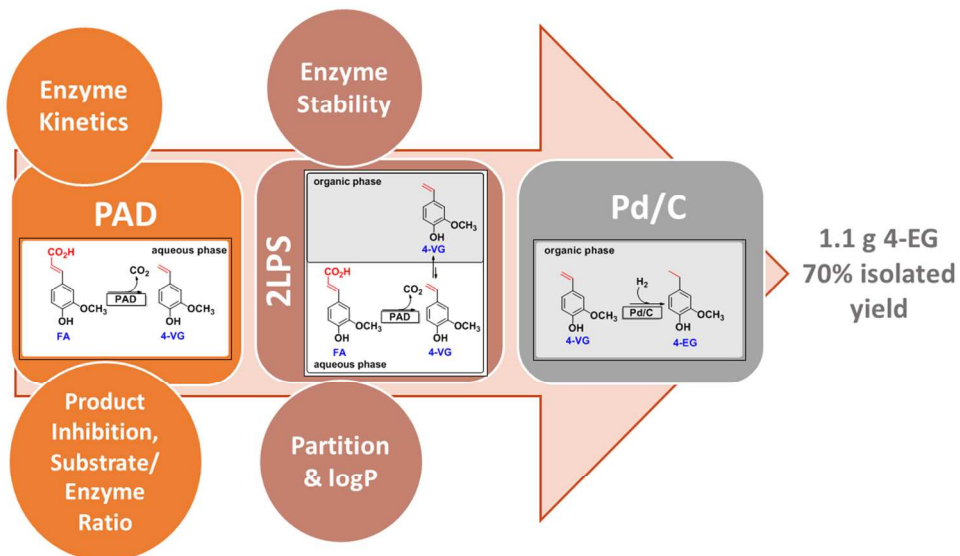 Enzyme
Kinetics
PAD
CO₂H
aqueous phase
CO₂
PAD
OCH₃
OH
FA
OCH₃
OH
4-VG
Product
Inhibition,
Substrate/
Enzyme
Ratio
Enzyme
Stability
2LPS
organic phase
OCH₃
OH
4-VG
CO₂H
CO₂
PAD
OCH₃
OH
FA
OCH₃
OH
4-VG
aqueous phase
Partition
& logP
Pd/C
organic phase
H₂
Pd/C
OCH₃
OH
4-VG
OCH₃
OH
4-EG
1.1 g 4-EG
70% isolated
yield